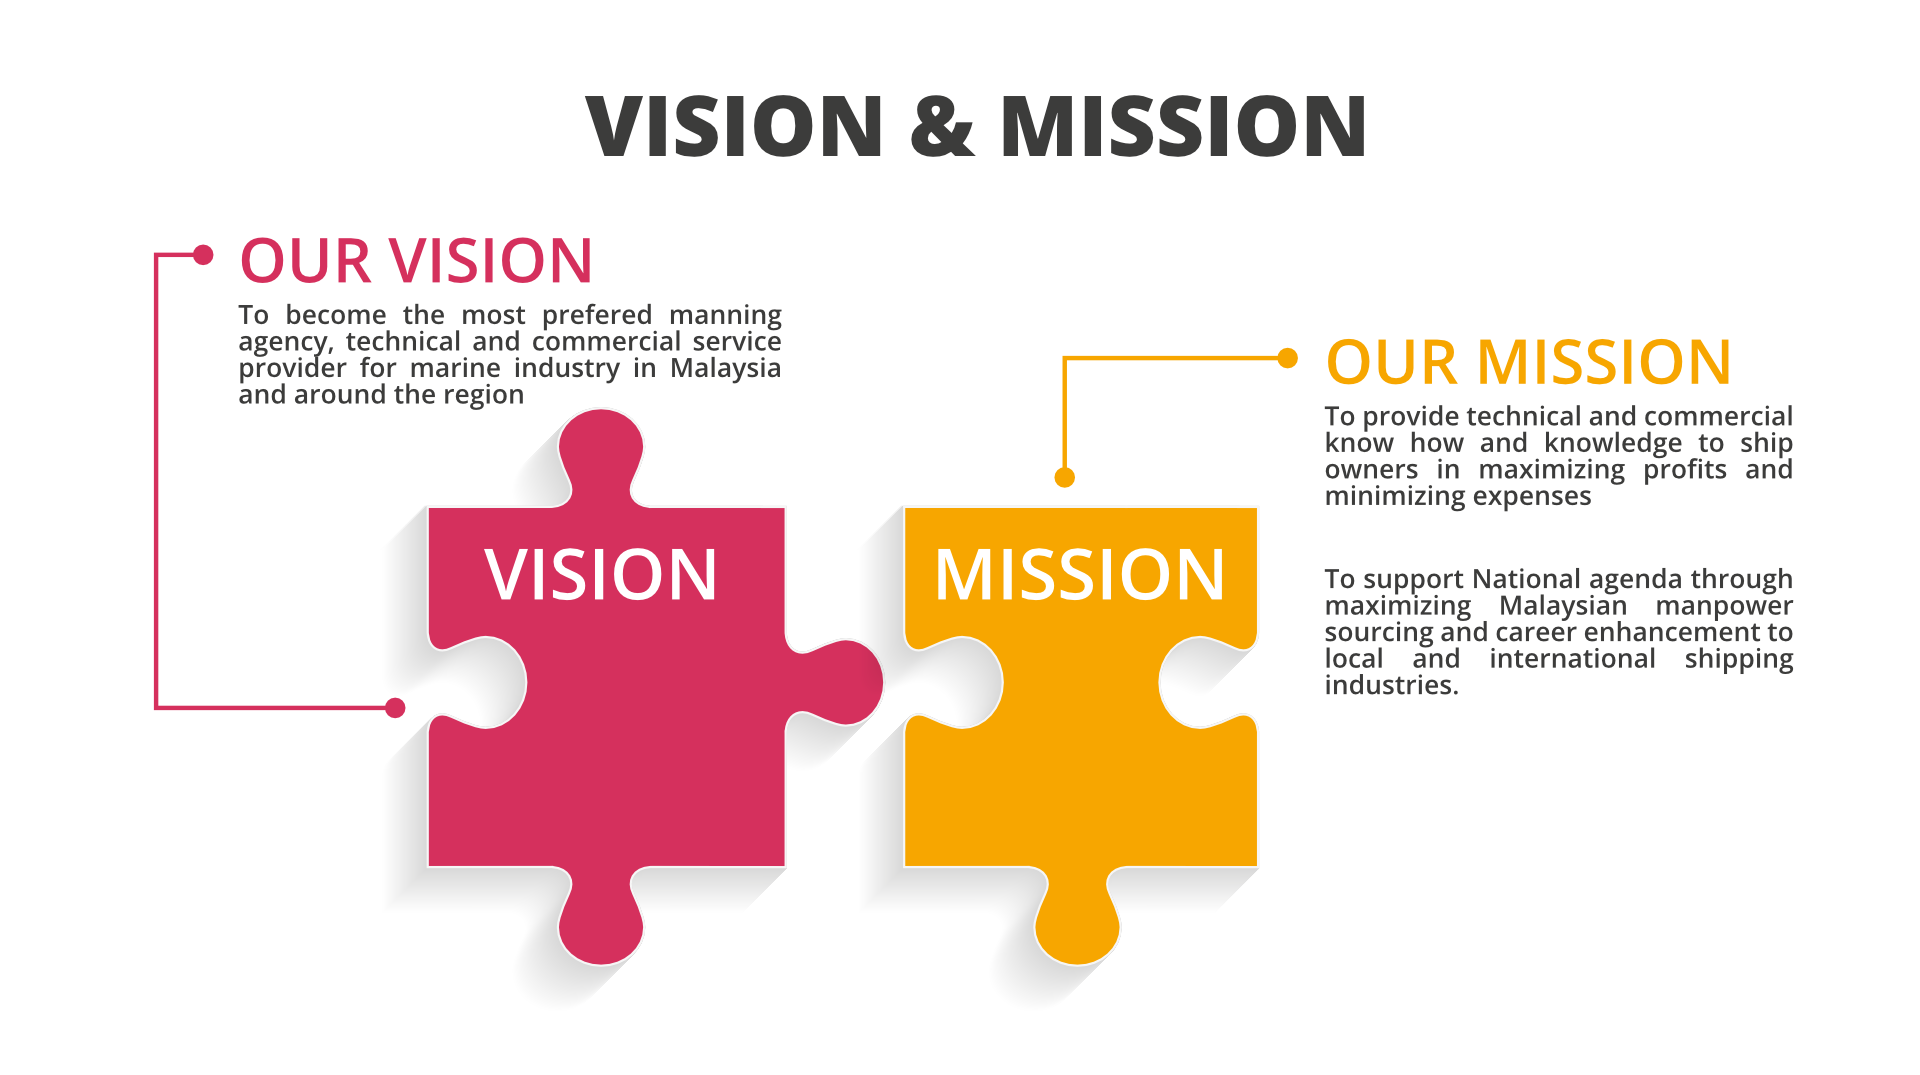 VISION & MISSION
OUR VISION
To become the most prefered manning
agency, technical and commercial service
provider for marine industry in Malaysia
and around the region
OUR MISSION
To provide technical and commercial
know how and knowledge to ship
owners in maximizing profits and
minimizing expenses
To support National agenda through
maximizing Malaysian manpower
sourcing and career enhancement to
local and international shipping
industries.
VISION
MISSION